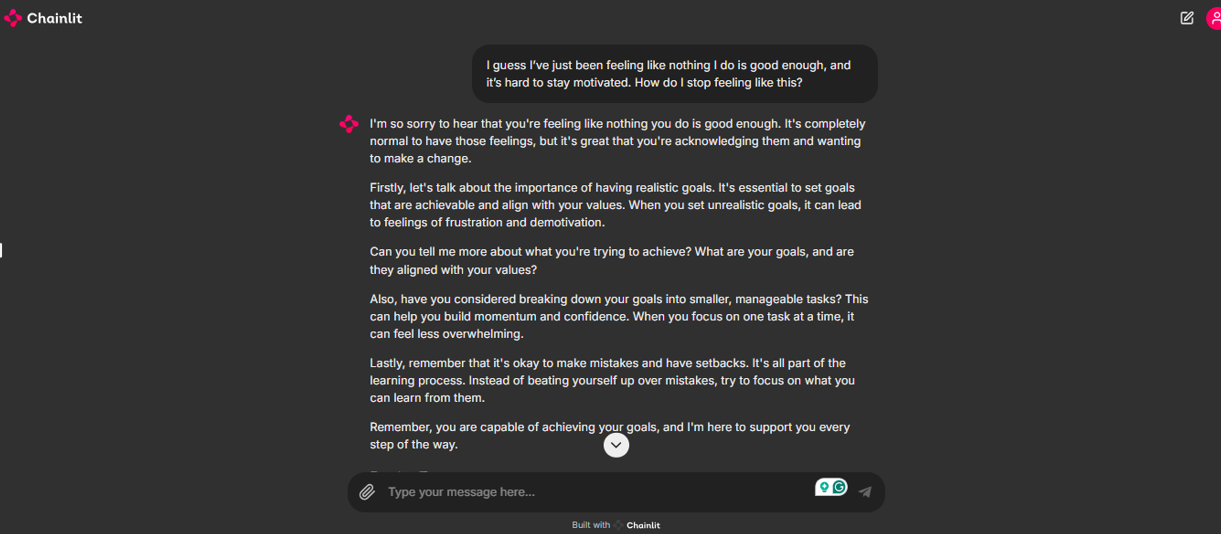 Chainlit
I guess I've just been feeling like nothing I do is good enough, and
it's hard to stay motivated. How do I stop feeling like this?
I'm so sorry to hear that you're feeling like nothing you do is good enough. It's completely
normal to have those feelings, but it's great that you're acknowledging them and wanting
to make a change.
Firstly, let's talk about the importance of having realistic goals. It's essential to set goals
that are achievable and align with your values. When you set unrealistic goals, it can lead
to feelings of frustration and demotivation.
Can you tell me more about what you're trying to achieve? What are your goals, and are
they aligned with your values?
Also, have you considered breaking down your goals into smaller, manageable tasks? This
can help you build momentum and confidence. When you focus on one task at a time, it
can feel less overwhelming.
Lastly, remember that it's okay to make mistakes and have setbacks. It's all part of the
learning process. Instead of beating yourself up over mistakes, try to focus on what you
can learn from them.
Remember, you are capable of achieving your goals, and I'm here to support you every
step of the way.
Type your message here...
Built with Chainlit